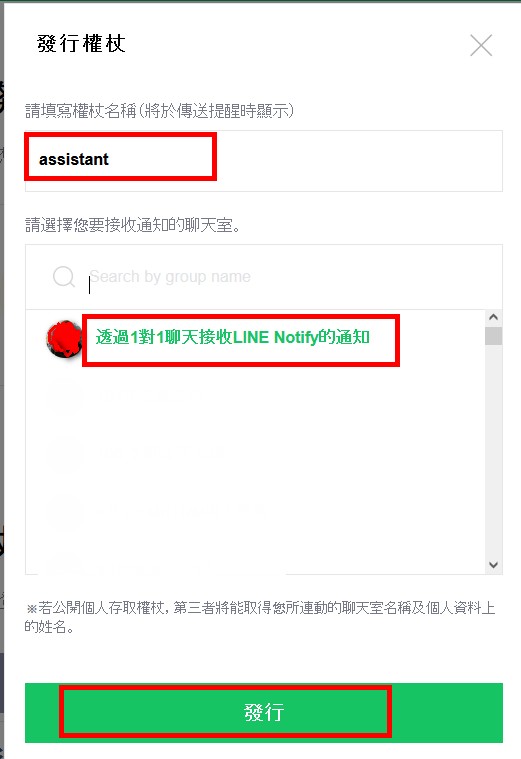 發行權杖
請填寫權杖名稱(將於傳送提醒時顯示)
assistant
請選擇您要接收通知的聊天室。
Search by group name
透過1對1聊天接收LINE Notify的通知
※若公開個人存取權杖, 第三者將能取得您所連動的聊天室名稱及個人資料上
的姓名。
發行